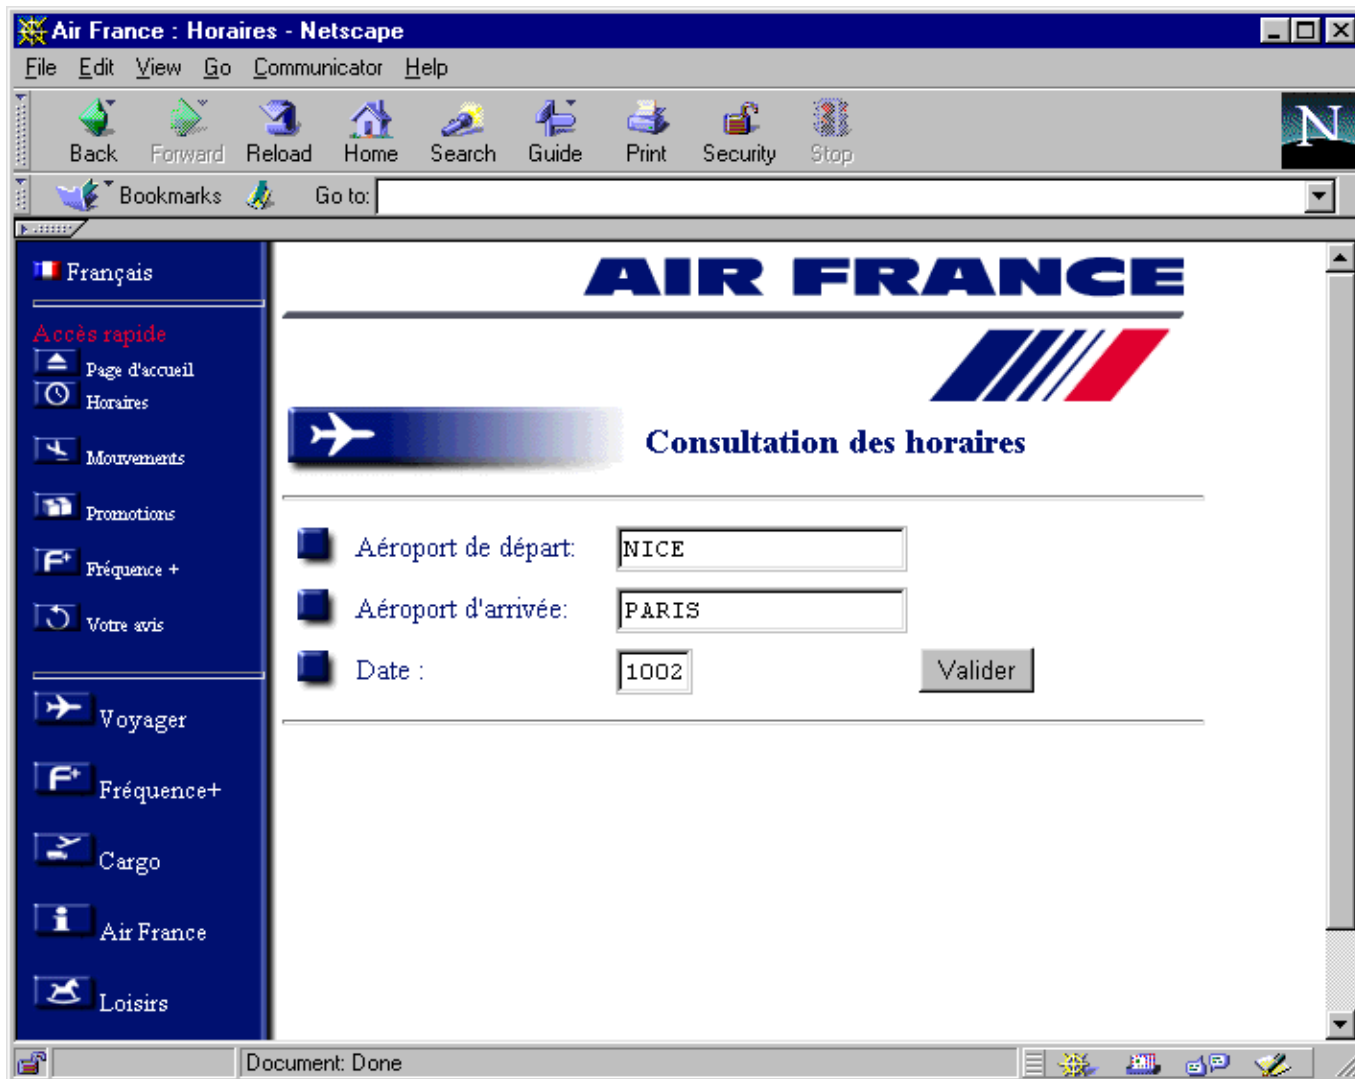 Air France : Horaires - Netscape
File Edit View Go Communicator Help
Back Forward Reload Home Search Guide Print Security Stop
N
Bookmarks Go to:
Français
AIR FRANCE
Accès rapide
Page d'accueil
Horaires
Mouvements
Promotions
F+ Fréquence +
Votre avis
Consultation des horaires
Aéroport de départ: NICE
Aéroport d'arrivée: PARIS
Date : 1002 Valider
Voyager
F+ Fréquence+
Cargo
i Air France
Loisirs
Document: Done